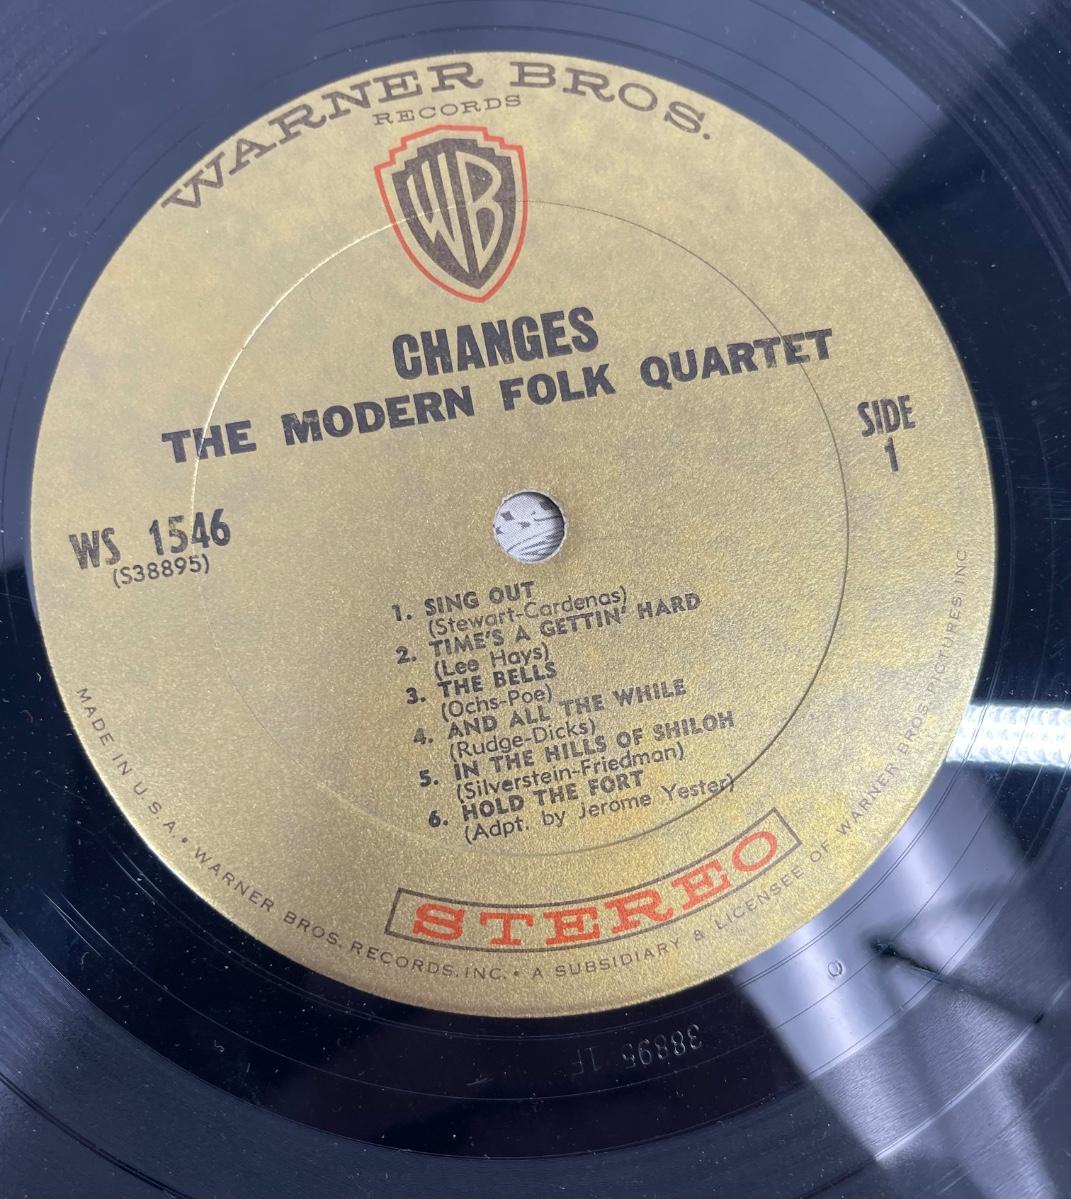 WARNER BROS.
RECORDS
WB
CHANGES
THE MODERN FOLK QUARTET
SIDE
1
WS 1546
(S38895)
1. SING OUT
(Stewart-Cardenas)
2. TIME'S A GETTIN' HARD
(Lee Hays)
3. THE BELLS
(Ochs-Poe)
4. AND ALL THE WHILE
(Rudge-Dicks)
5. IN THE HILLS OF SHILOH
(Silverstein-Friedman)
6. HOLD THE FORT
(Adpt. by Jerome Yester)
STEREO
MADE IN U.S.A. • WARNER BROS. RECORDS, INC. • A SUBSIDIARY & LICENSEE OF WARNER BROS. PICTURES INC.
38895 1F